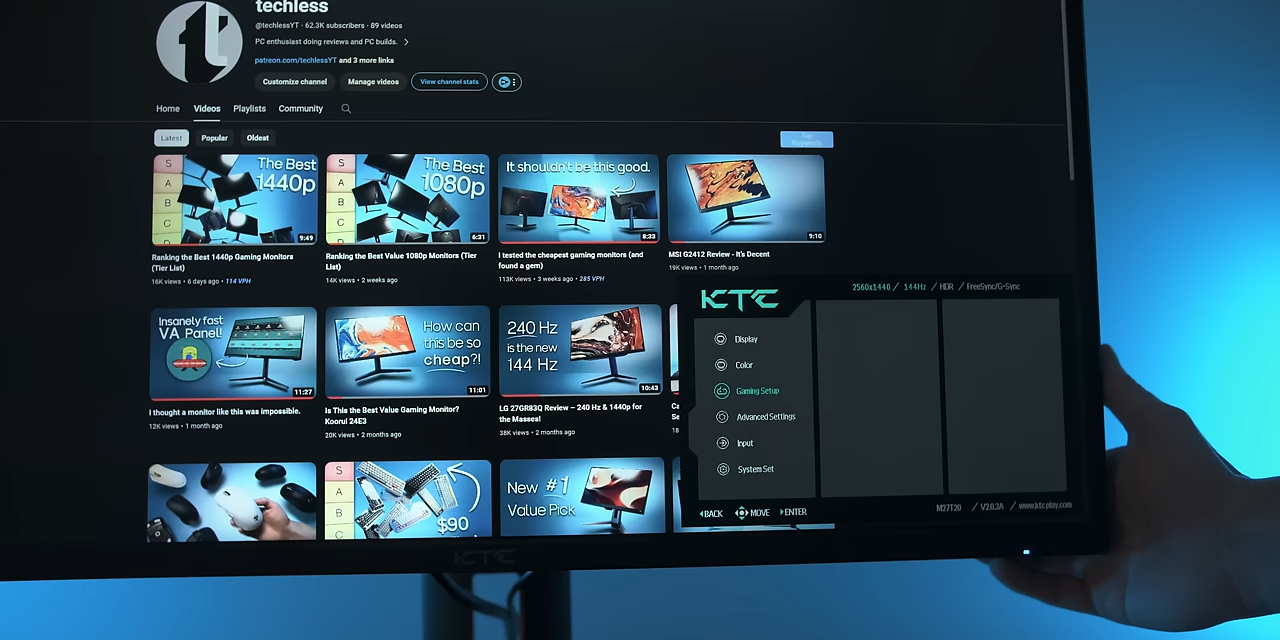 techless
@techlessYT · 62.3K subscribers · 89 videos
PC enthusiast doing reviews and PC builds.
patreon.com/techlessYT and 3 more links
Customize channel
Manage videos
View channel stats
Home
Videos
Playlists
Community
Latest
Popular
Oldest
S
A
B
C
D
The Best
1440p
9:49
S
A
B
C
D
The Best
1080p
6:31
It shouldn't be this good.
8:33
9:10
Ranking the Best 1440p Gaming Monitors
(Tier List)
16K views • 6 days ago • 114 VPH
Ranking the Best Value 1080p Monitors (Tier
List)
14K views • 2 weeks ago
I tested the cheapest gaming monitors (and
found a gem)
113K views • 3 weeks ago • 285 VPH
MSI G2412 Review - It's Decent
19K views • 1 month ago
Insanely fast
VA Panel!
11:27
How can
this be so
cheap?!
11:01
240 Hz
is the new
144 Hz
10:43
I thought a monitor like this was impossible.
12K views • 1 month ago
Is This the Best Value Gaming Monitor?
Koorui 24E3
20K views • 2 months ago
LG 27GR83Q Review – 240 Hz & 1440p for
the Masses!
38K views • 2 months ago
Ca
Se
18
S
A
B
C
$90
New #1
Value Pick
KTC
2560x1440 / 144Hz / HDR / FreeSync/G-Sync
Display
Color
Gaming Setup
Advanced Settings
Input
System Set
BACK
MOVE
ENTER
M27T20 / V2.0.3A / www.ktcplay.com
KTC